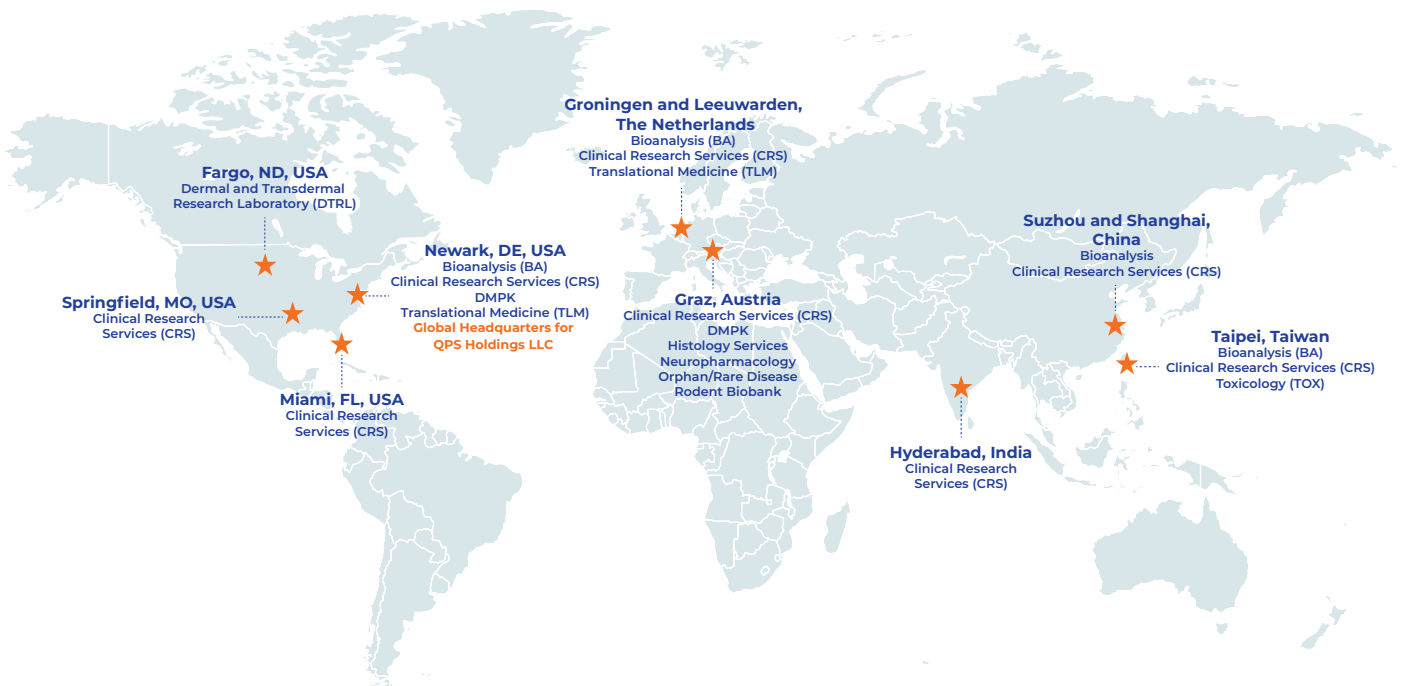 Groningen and Leeuwarden,
The Netherlands
Bioanalysis (BA)
Clinical Research Services (CRS)
Translational Medicine (TLM)
Fargo, ND, USA
Dermal and Transdermal
Research Laboratory (DTRL)
Suzhou and Shanghai,
China
Bioanalysis
Clinical Research Services (CRS)
Newark, DE, USA
Bioanalysis (BA)
Clinical Research Services (CRS)
DMPK
Translational Medicine (TLM)
Global Headquarters for
QPS Holdings LLC
Springfield, MO, USA
Clinical Research
Services (CRS)
Graz, Austria
Clinical Research Services (CRS)
DMPK
Histology Services
Neuropharmacology
Orphan/Rare Disease
Rodent Biobank
Taipei, Taiwan
Bioanalysis (BA)
Clinical Research Services (CRS)
Toxicology (TOX)
Miami, FL, USA
Clinical Research
Services (CRS)
Hyderabad, India
Clinical Research
Services (CRS)